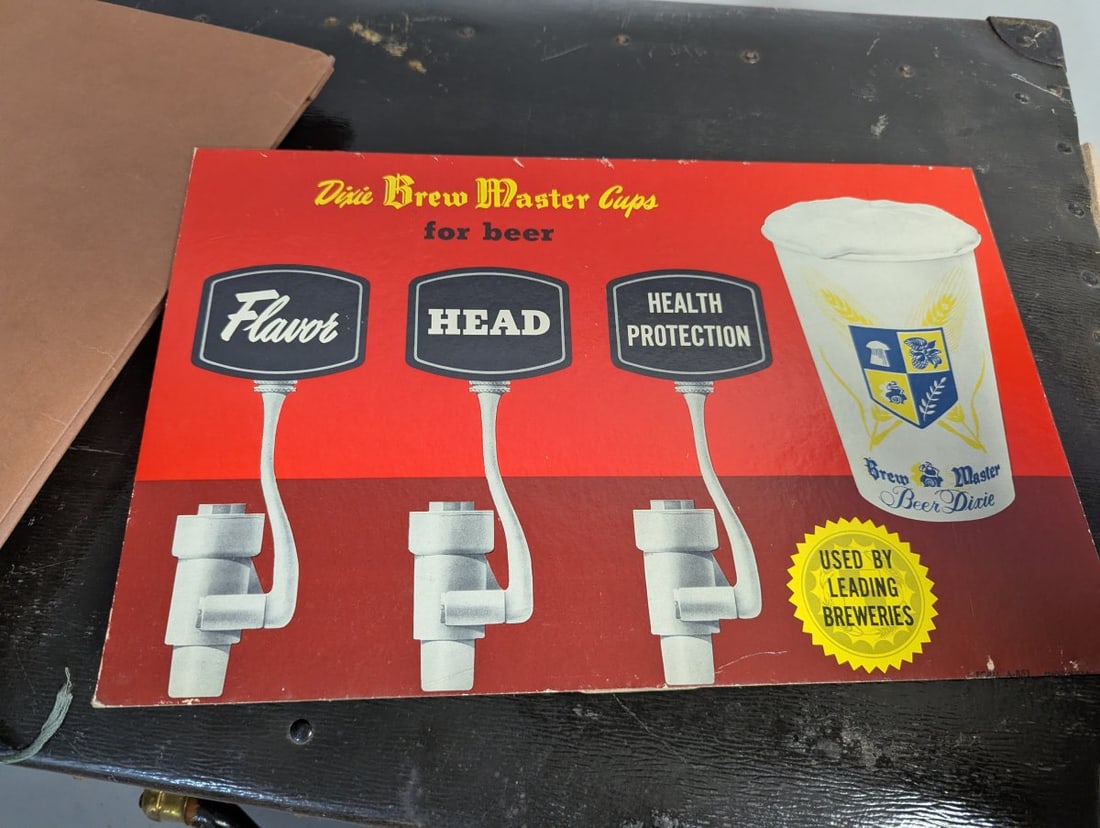 Dixie Brew Master Cups
for beer
Flavor
HEAD
HEALTH
PROTECTION
Brew Master
Beer Dixie
USED BY
LEADING
BREWERIES